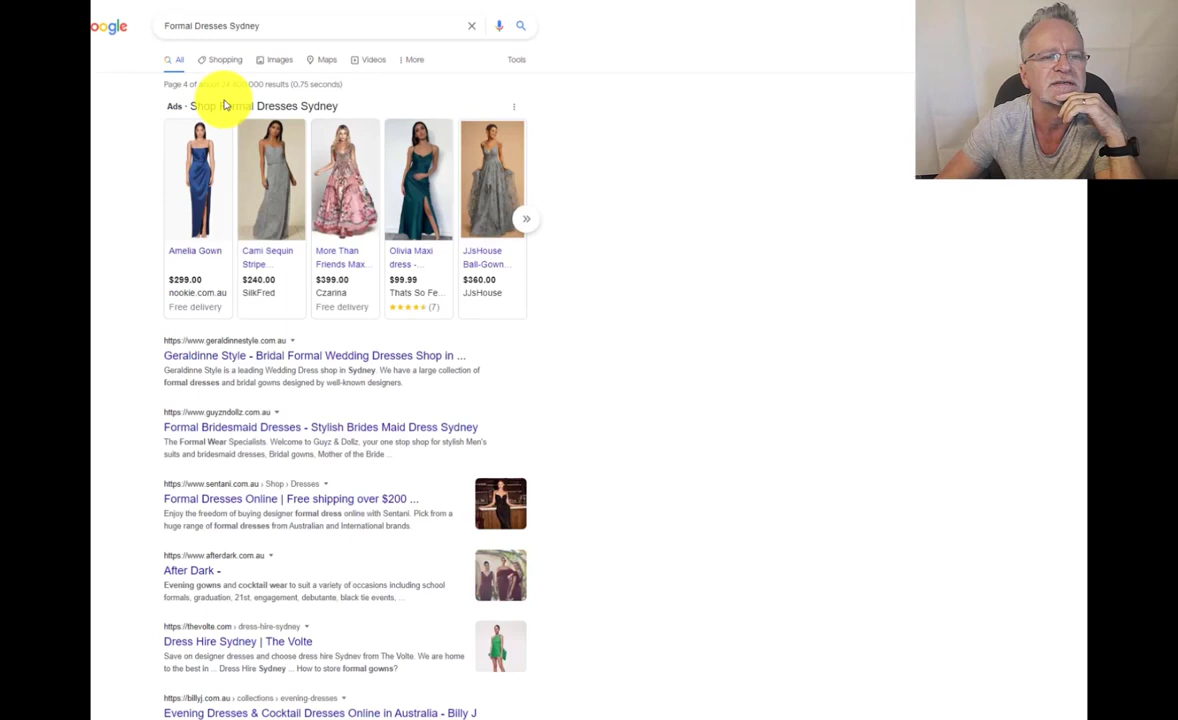 oogle
Formal Dresses Sydney
All Shopping Images Maps Videos More Tools
Page 4 of about 000 results (0.75 seconds)
Ads · Shop Formal Dresses Sydney
Amelia Gown
$299.00
nookie.com.au
Free delivery
Cami Sequin
Stripe...
$240.00
SilkFred
More Than
Friends Max...
$399.00
Czarina
Free delivery
Olivia Maxi
dress -...
$99.99
Thats So Fe...
(7)
JJsHouse
Ball-Gown...
$360.00
JJsHouse
https://www.geraldinnestyle.com.au
Geraldinne Style - Bridal Formal Wedding Dresses Shop in ...
Geraldinne Style is a leading Wedding Dress shop in Sydney. We have a large collection of
formal dresses and bridal gowns designed by well-known designers.
https://www.guyzndollz.com.au
Formal Bridesmaid Dresses - Stylish Brides Maid Dress Sydney
The Formal Wear Specialists. Welcome to Guyz & Dollz, your one stop shop for stylish Men's
suits and bridesmaid dresses, Bridal gowns, Mother of the Bride ...
https://www.sentani.com.au › Shop › Dresses
Formal Dresses Online | Free shipping over $200 ...
Enjoy the freedom of buying designer formal dress online with Sentani. Pick from a
huge range of formal dresses from Australian and International brands.
https://www.afterdark.com.au
After Dark -
Evening gowns and cocktail wear to suit a variety of occasions including school
formals, graduation, 21st, engagement, debutante, black tie events, ...
https://thevolte.com › dress-hire-sydney
Dress Hire Sydney | The Volte
Save on designer dresses and choose dress hire Sydney from The Volte. We are home
to the best in ... Dress Hire Sydney ... How to store formal gowns?
https://billyj.com.au › collections › evening-dresses
Evening Dresses & Cocktail Dresses Online in Australia - Billy J